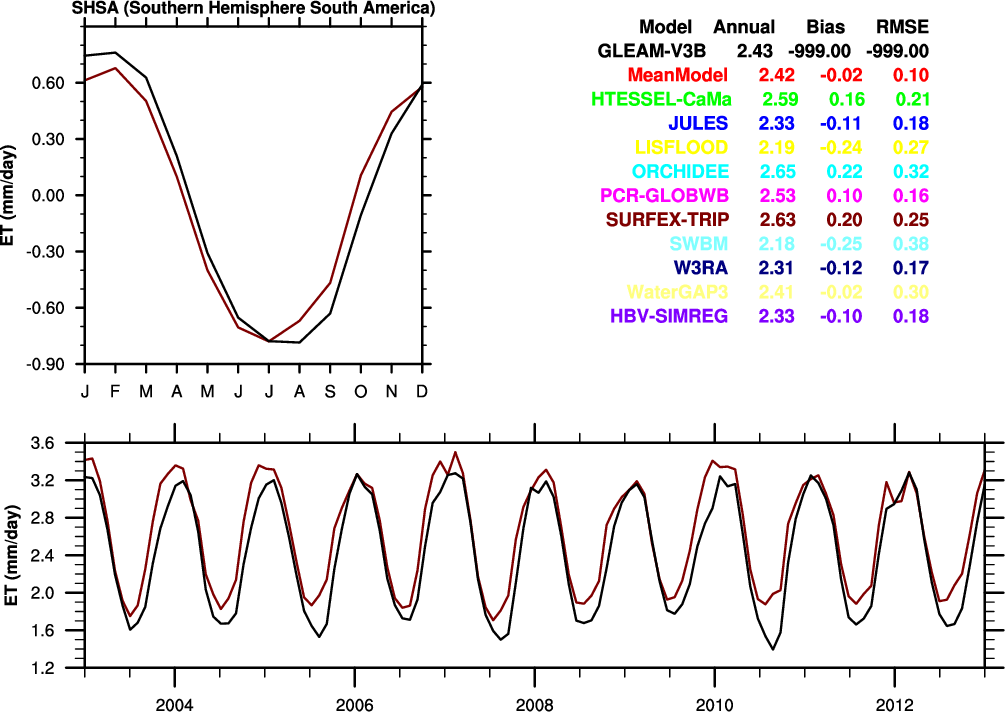 SHSA (Southern Hemisphere South America)
ET (mm/day)
0.60
0.30
0.00
-0.30
-0.60
-0.90
J F M A M J J A S O N D
Model Annual Bias RMSE
GLEAM-V3B 2.43 -999.00 -999.00
MeanModel 2.42 -0.02 0.10
HTESSEL-CaMa 2.59 0.16 0.21
JULES 2.33 -0.11 0.18
LISFLOOD 2.19 -0.24 0.27
ORCHIDEE 2.65 0.22 0.32
PCR-GLOBWB 2.53 0.10 0.16
SURFEX-TRIP 2.63 0.20 0.25
SWBM 2.18 -0.25 0.38
W3RA 2.31 -0.12 0.17
WaterGAP3 2.41 -0.02 0.30
HBV-SIMREG 2.33 -0.10 0.18
ET (mm/day)
3.6
3.2
2.8
2.4
2.0
1.6
1.2
2004 2006 2008 2010 2012